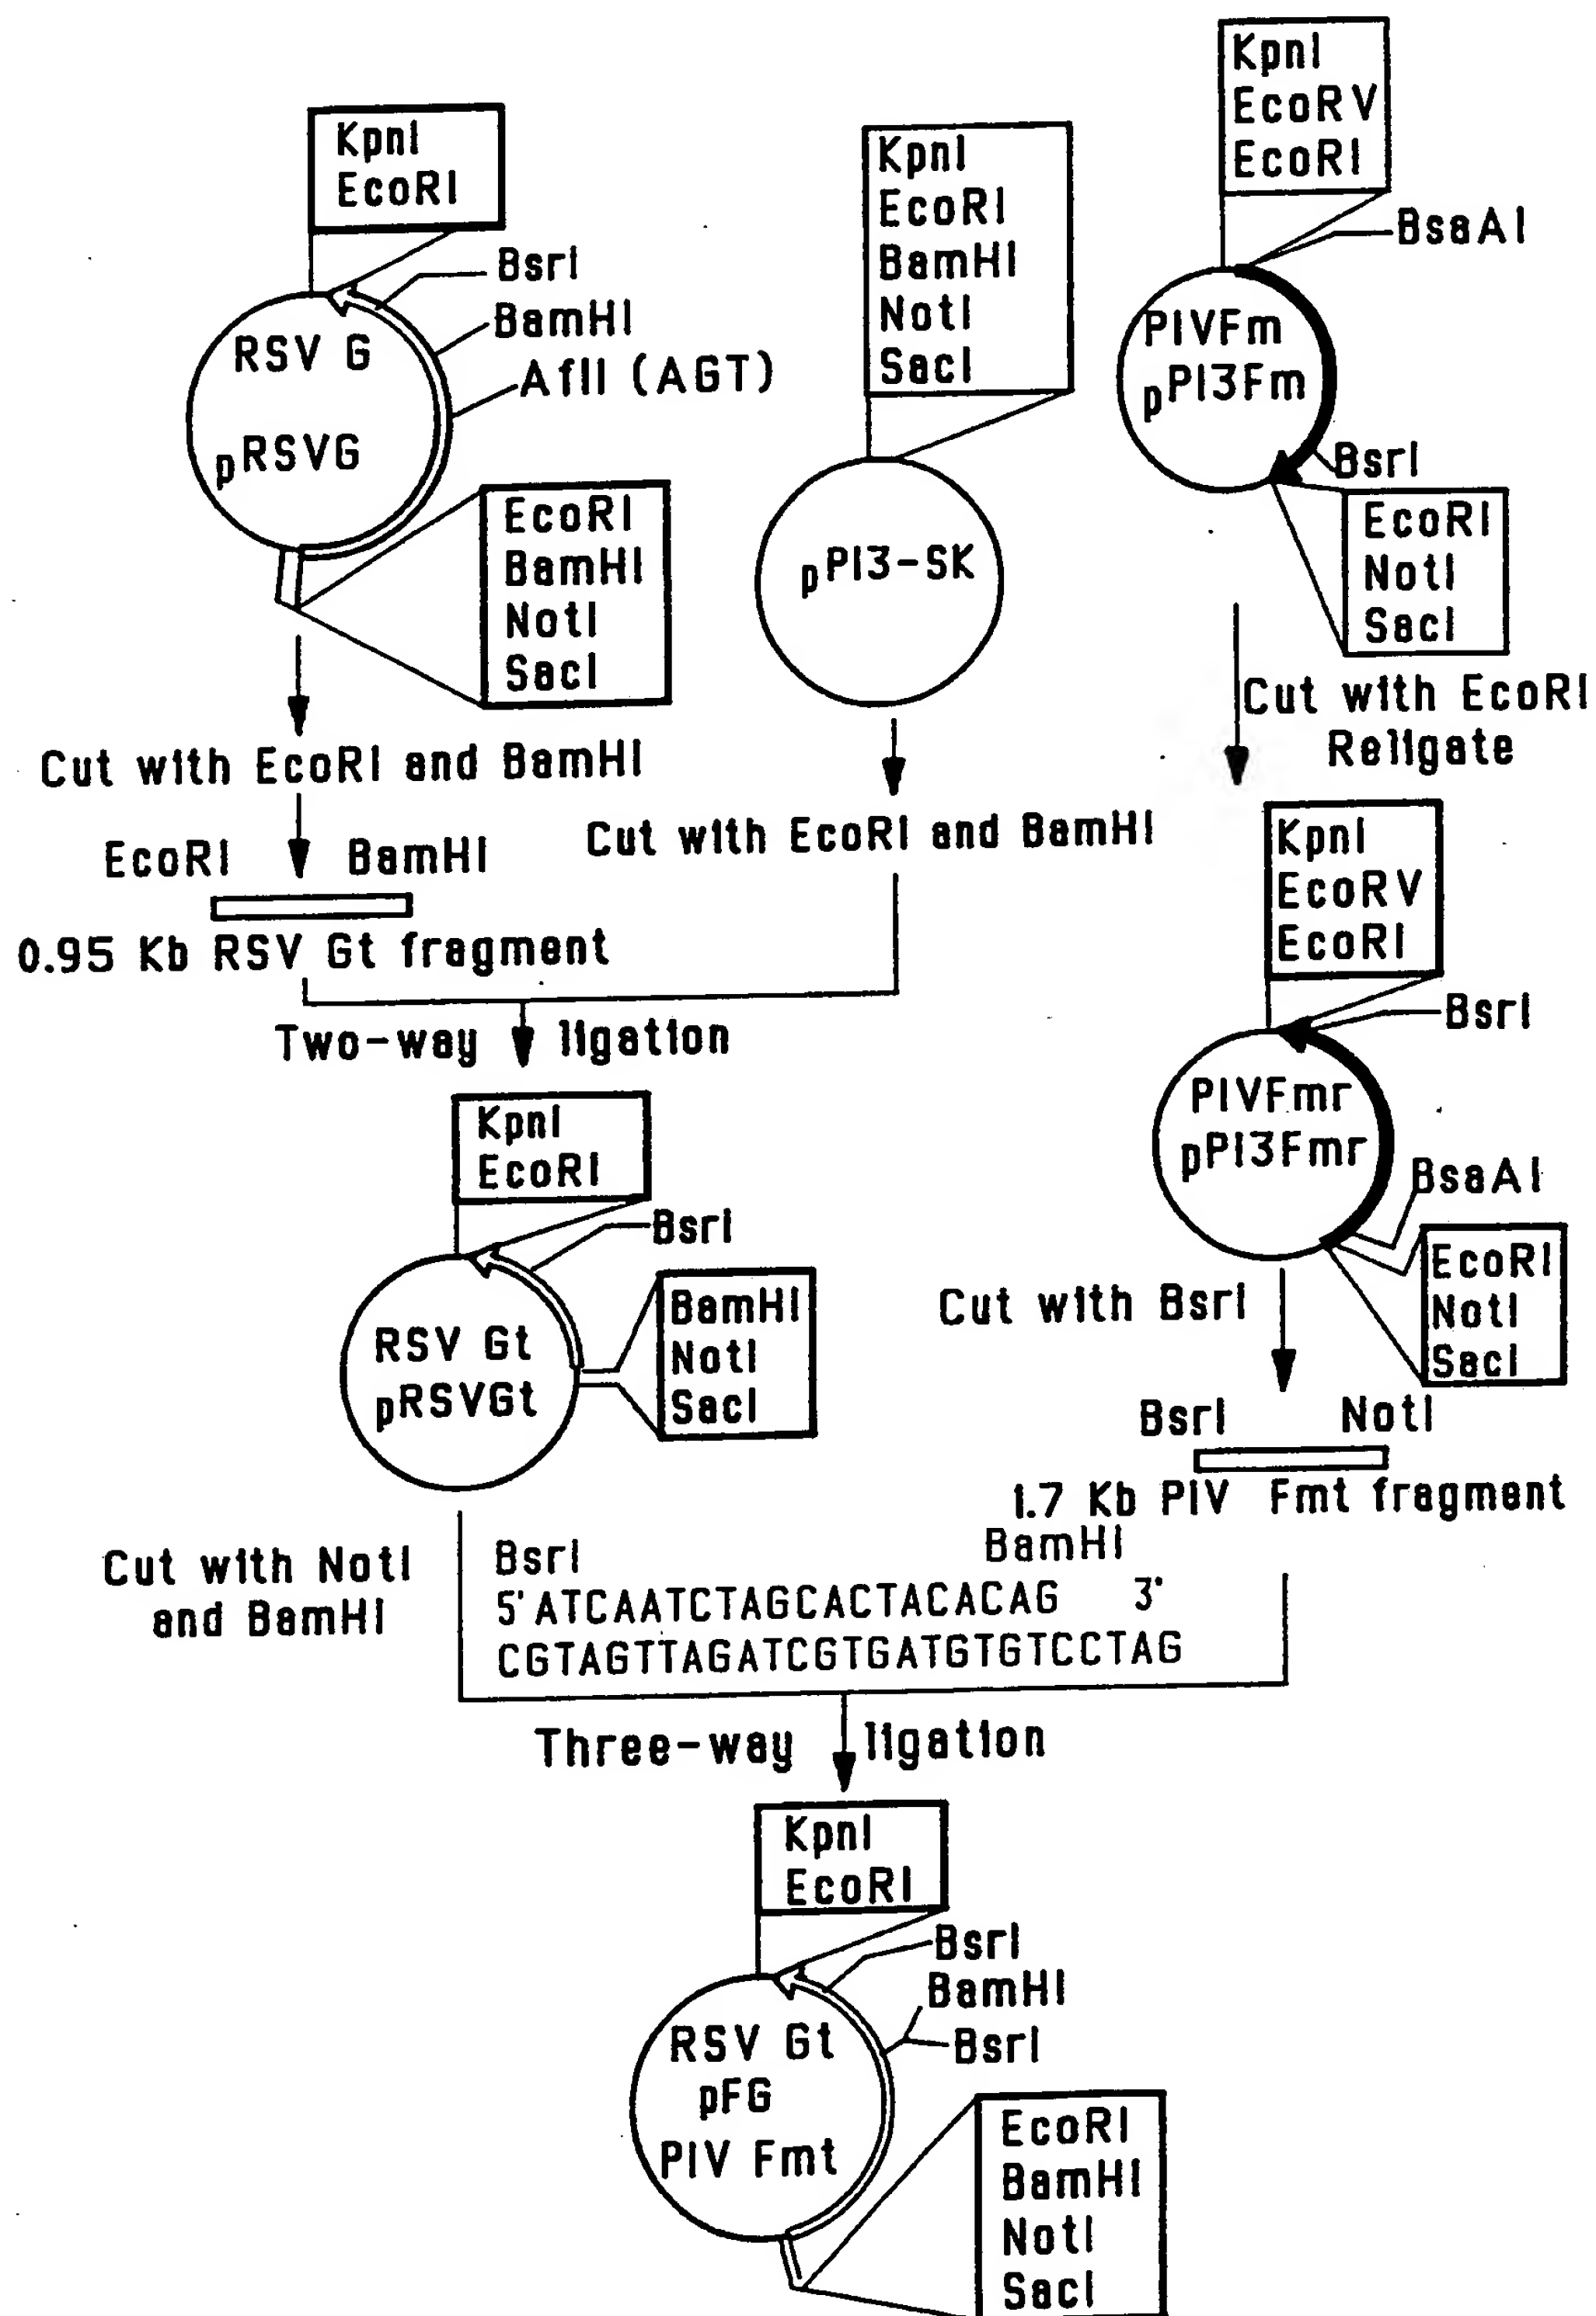 KpnI
EcoRI
BsrI
BamHI
AflI (AGT)
RSV G
pRSVG
EcoRI
BamHI
NotI
SacI
Cut with EcoRI and BamHI
EcoRI BamHI
0.95 Kb RSV Gt fragment
KpnI
EcoRI
BamHI
NotI
SacI
pPI3-SK
Cut with EcoRI and BamHI
KpnI
EcoRV
EcoRI
BsaAI
PIVFm
pPI3Fm
BsrI
EcoRI
NotI
SacI
Cut with EcoRI
Religate
KpnI
EcoRV
EcoRI
BsrI
PIVFmr
pPI3Fmr
BsaAI
EcoRI
NotI
SacI
Cut with BsrI
BsrI NotI
1.7 Kb PIV Fmt fragment
Two-way ligation
KpnI
EcoRI
BsrI
BamHI
NotI
SacI
RSV Gt
pRSVGt
Cut with NotI
and BamHI
BsrI BamHI
5' ATCAATCTAGCACTACACAG 3'
CGTAGTTAGATCGTGATGTGTCCTAG
Three-way ligation
KpnI
EcoRI
BsrI
BamHI
BsrI
RSV Gt
pFG
PIV Fmt
EcoRI
BamHI
NotI
SacI